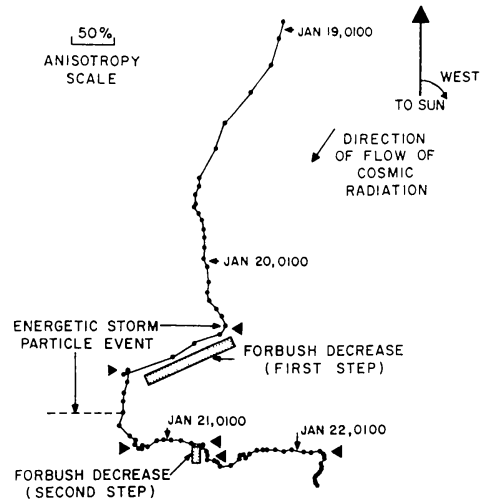 50%
ANISOTROPY
SCALE
JAN 19,0100
WEST
TO SUN
DIRECTION
OF FLOW OF
COSMIC
RADIATION
JAN 20,0100
ENERGETIC STORM
PARTICLE EVENT
FORBUSH DECREASE
(FIRST STEP)
JAN 21,0100
JAN 22,0100
FORBUSH DECREASE
(SECOND STEP)